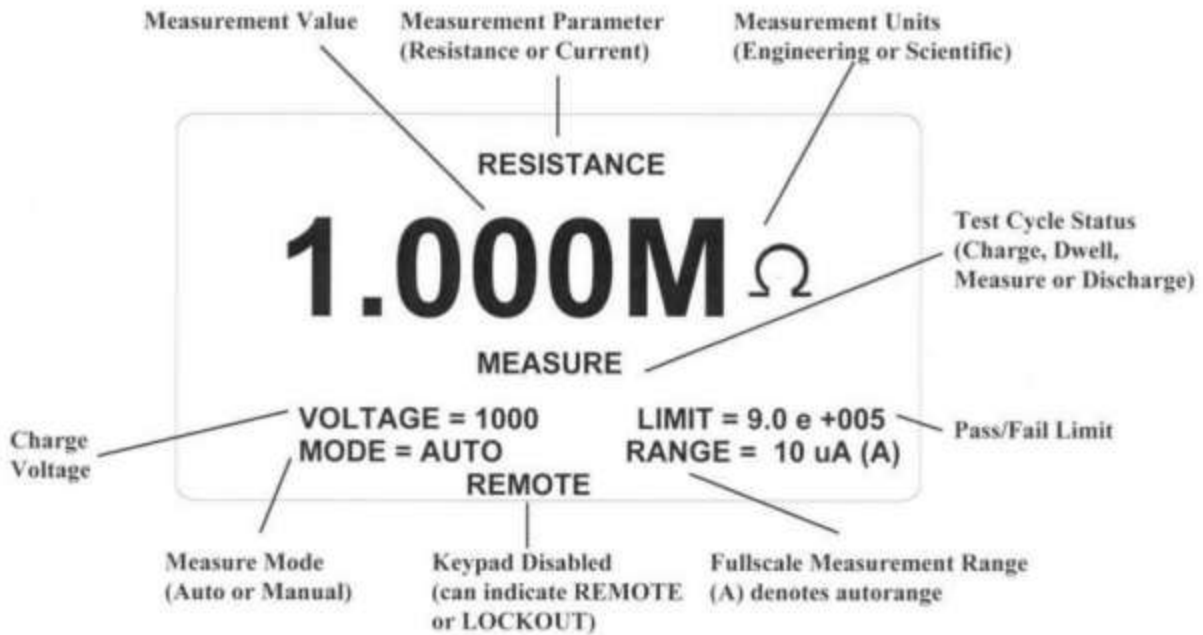 Measurement Value
Measurement Parameter
(Resistance or Current)
Measurement Units
(Engineering or Scientific)
RESISTANCE
1.000M Ω
Test Cycle Status
(Charge, Dwell,
Measure or Discharge)
MEASURE
VOLTAGE = 1000
LIMIT = 9.0 e +005
MODE = AUTO
RANGE = 10 uA (A)
REMOTE
Charge
Voltage
Pass/Fail Limit
Measure Mode
(Auto or Manual)
Keypad Disabled
(can indicate REMOTE
or LOCKOUT)
Fullscale Measurement Range
(A) denotes autorange